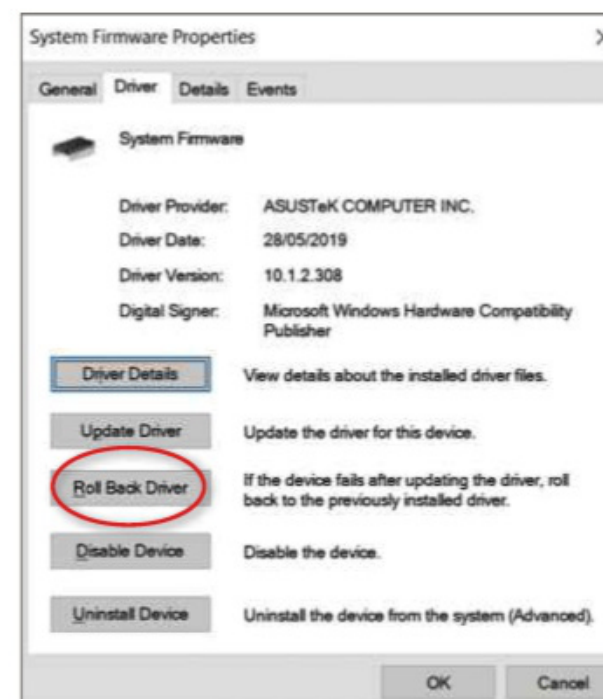 System Firmware Properties
General Driver Details Events
System Firmware
Driver Provider: ASUSTeK COMPUTER INC.
Driver Date: 28/05/2019
Driver Version: 10.1.2.308
Digital Signer: Microsoft Windows Hardware Compatibility
Publisher
Driver Details View details about the installed driver files.
Update Driver Update the driver for this device.
Roll Back Driver If the device fails after updating the driver, roll
back to the previously installed driver.
Disable Device Disable the device.
Uninstall Device Uninstall the device from the system (Advanced).
OK Cancel